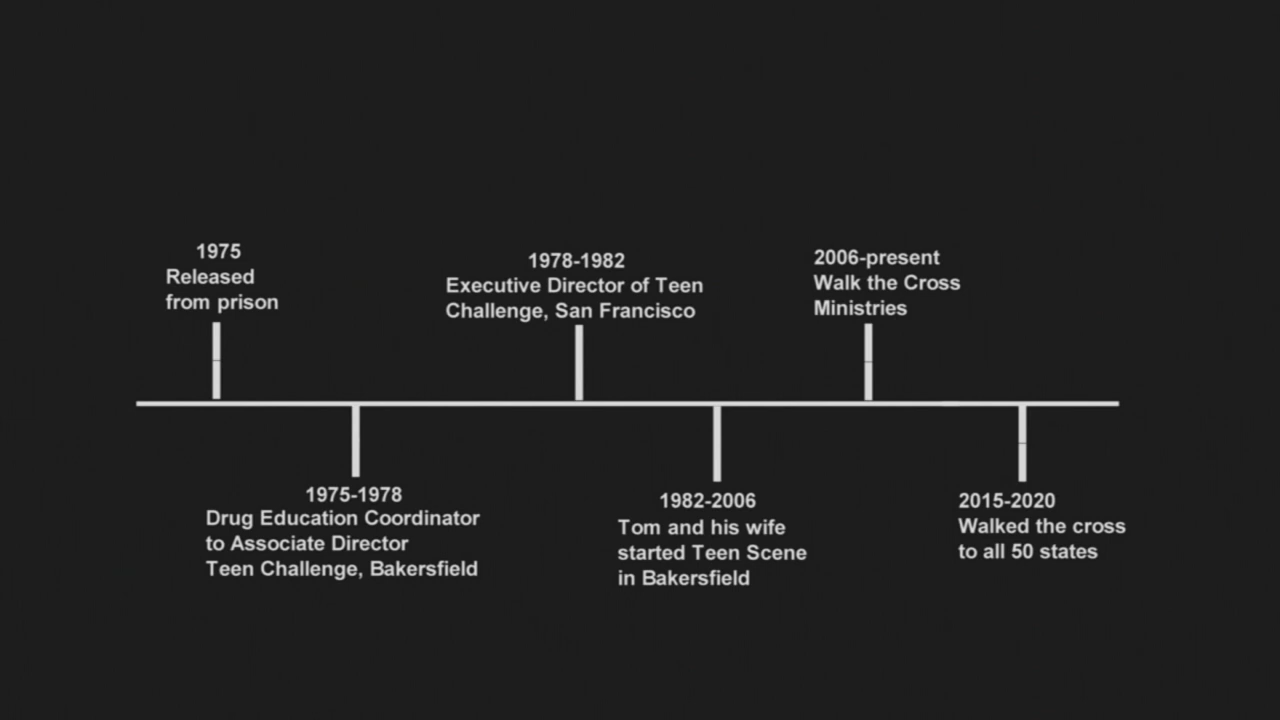 1975
Released
from prison
1975-1978
Drug Education Coordinator
to Associate Director
Teen Challenge, Bakersfield
1978-1982
Executive Director of Teen
Challenge, San Francisco
1982-2006
Tom and his wife
started Teen Scene
in Bakersfield
2006-present
Walk the Cross
Ministries
2015-2020
Walked the cross
to all 50 states